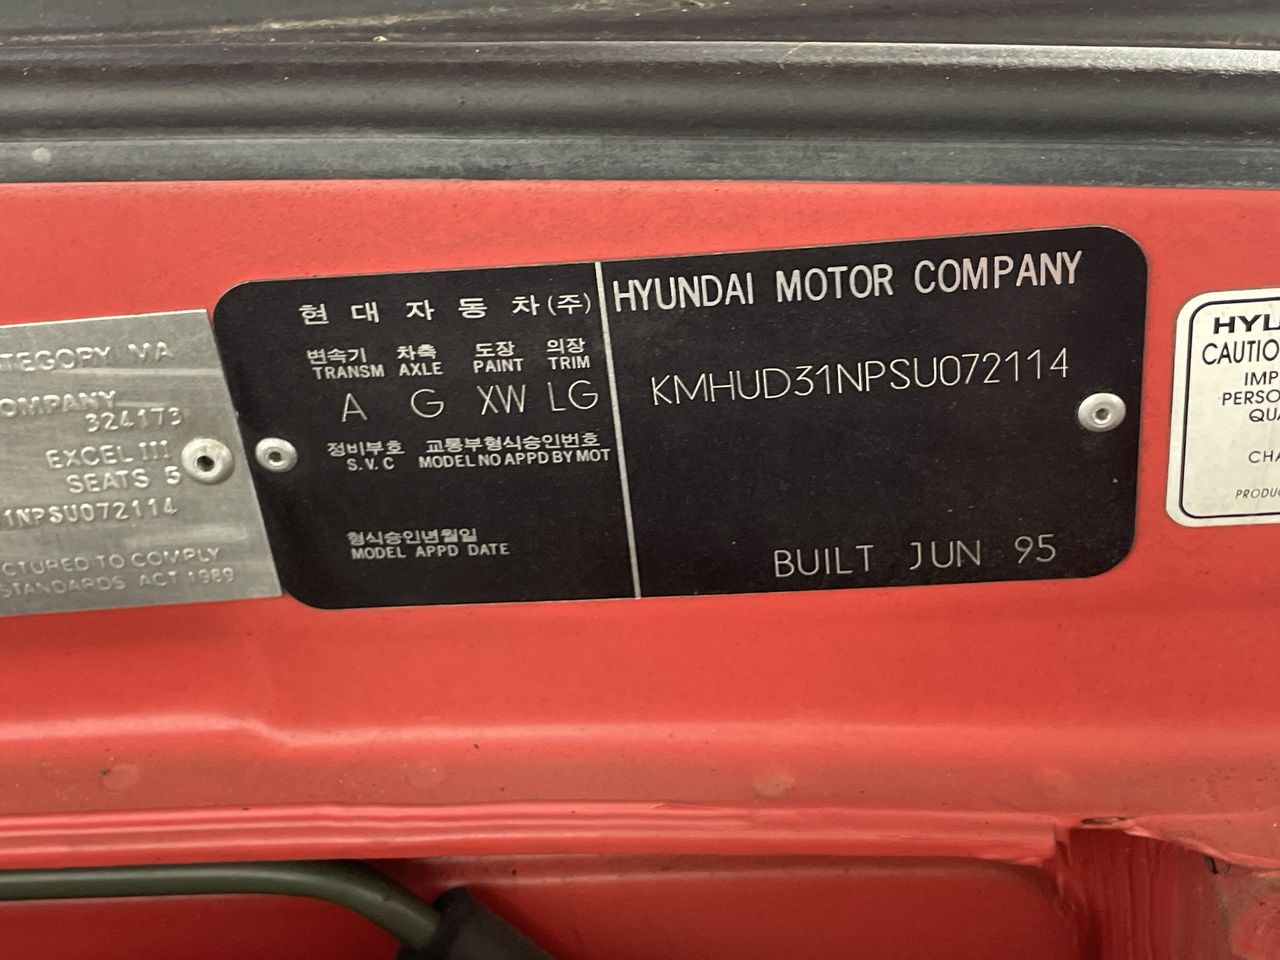 TEGORY MA
OMPANY
324173
EXCEL III
SEATS 5
1NPSU072114
CTURED TO COMPLY
STANDARDS ACT 1989
현대자동차(주)
변속기 차축 도장 의장
TRANSM AXLE PAINT TRIM
A G XW LG
정비부호 교통부형식승인번호
S.V.C MODEL NO APPD BY MOT
형식승인년월일
MODEL APPD DATE
HYUNDAI MOTOR COMPANY
KMHUD31NPSU072114
BUILT JUN 95
HYU
CAUTIO
IMP
PERSO
QUA
CHA
PRODUC